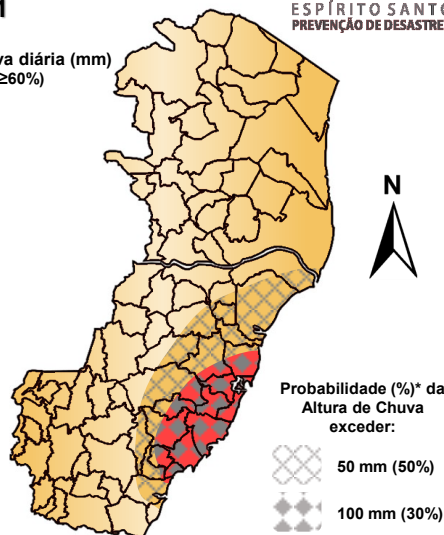 ESPÍRITO SANTO
PREVENÇÃO DE DESASTRE
diária (mm)
≥60%)
N
Probabilidade (%)* da
Altura de Chuva
exceder:
50 mm (50%)
100 mm (30%)